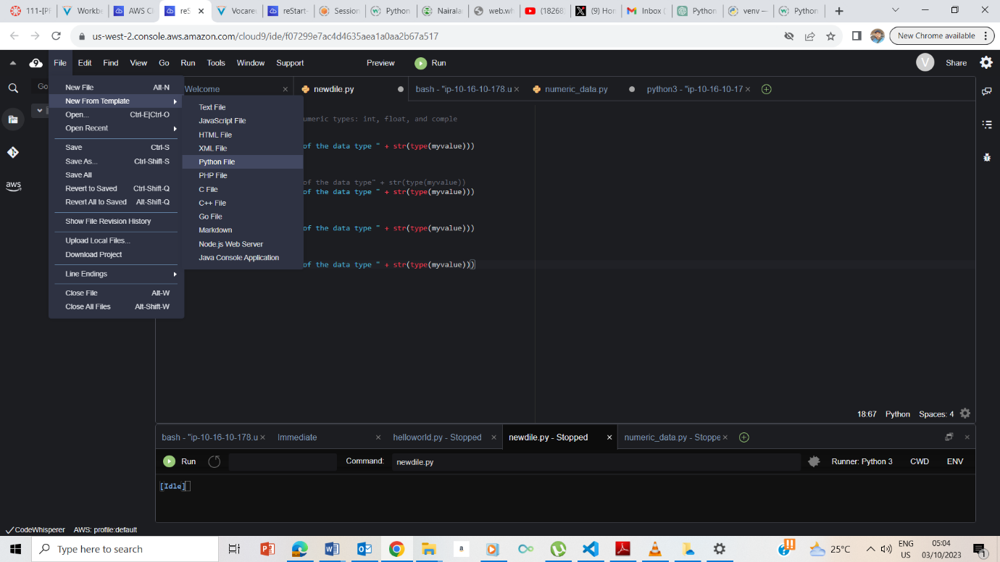 111-[PF
Workbe
AWS Cl
reSt
Vocare
reStart-
Session
Python
Nairala
web.wh
(18268)
(9) Hor
Inbox (
Python
venv —
Python
us-west-2.console.aws.amazon.com/cloud9/ide/f07299e7ac4d4635aea1a0aa2b67a517
New Chrome available
9 File Edit Find View Go Run Tools Window Support Preview Run
V Share
Go
Welcome
newdile.py
bash - "ip-10-16-10-178.u
numeric_data.py
python3 - "ip-10-16-10-17
New File Alt-N
New From Template
Open... Ctrl-E|Ctrl-O
Open Recent
Save Ctrl-S
Save As... Ctrl-Shift-S
Save All
Revert to Saved Ctrl-Shift-Q
Revert All to Saved Alt-Shift-Q
Show File Revision History
Upload Local Files...
Download Project
Line Endings
Close File Alt-W
Close All Files Alt-Shift-W
Text File
JavaScript File
HTML File
XML File
Python File
PHP File
C File
C++ File
Go File
Markdown
Node.js Web Server
Java Console Application
aws
umeric types: int, float, and comple
of the data type " + str(type(myvalue)))
of the data type" + str(type(myvalue))
of the data type " + str(type(myvalue)))
of the data type " + str(type(myvalue)))
of the data type " + str(type(myvalue)))
18:67 Python Spaces: 4
bash - "ip-10-16-10-178.u
Immediate
helloworld.py - Stopped
newdile.py - Stopped
numeric_data.py - Stoppe
Run
Command: newdile.py
Runner: Python 3 CWD ENV
[Idle]
CodeWhisperer AWS: profile:default
Type here to search
a
25°C
ENG
US
05:04
03/10/2023
1